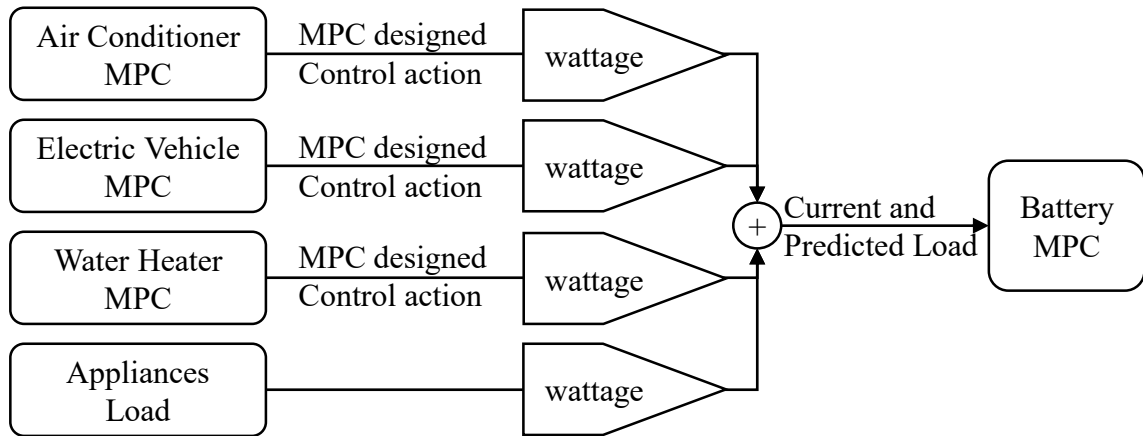 Air Conditioner
MPC
MPC designed
Control action
wattage
Electric Vehicle
MPC
MPC designed
Control action
wattage
Water Heater
MPC
MPC designed
Control action
wattage
Appliances
Load
wattage
+
Current and
Predicted Load
Battery
MPC